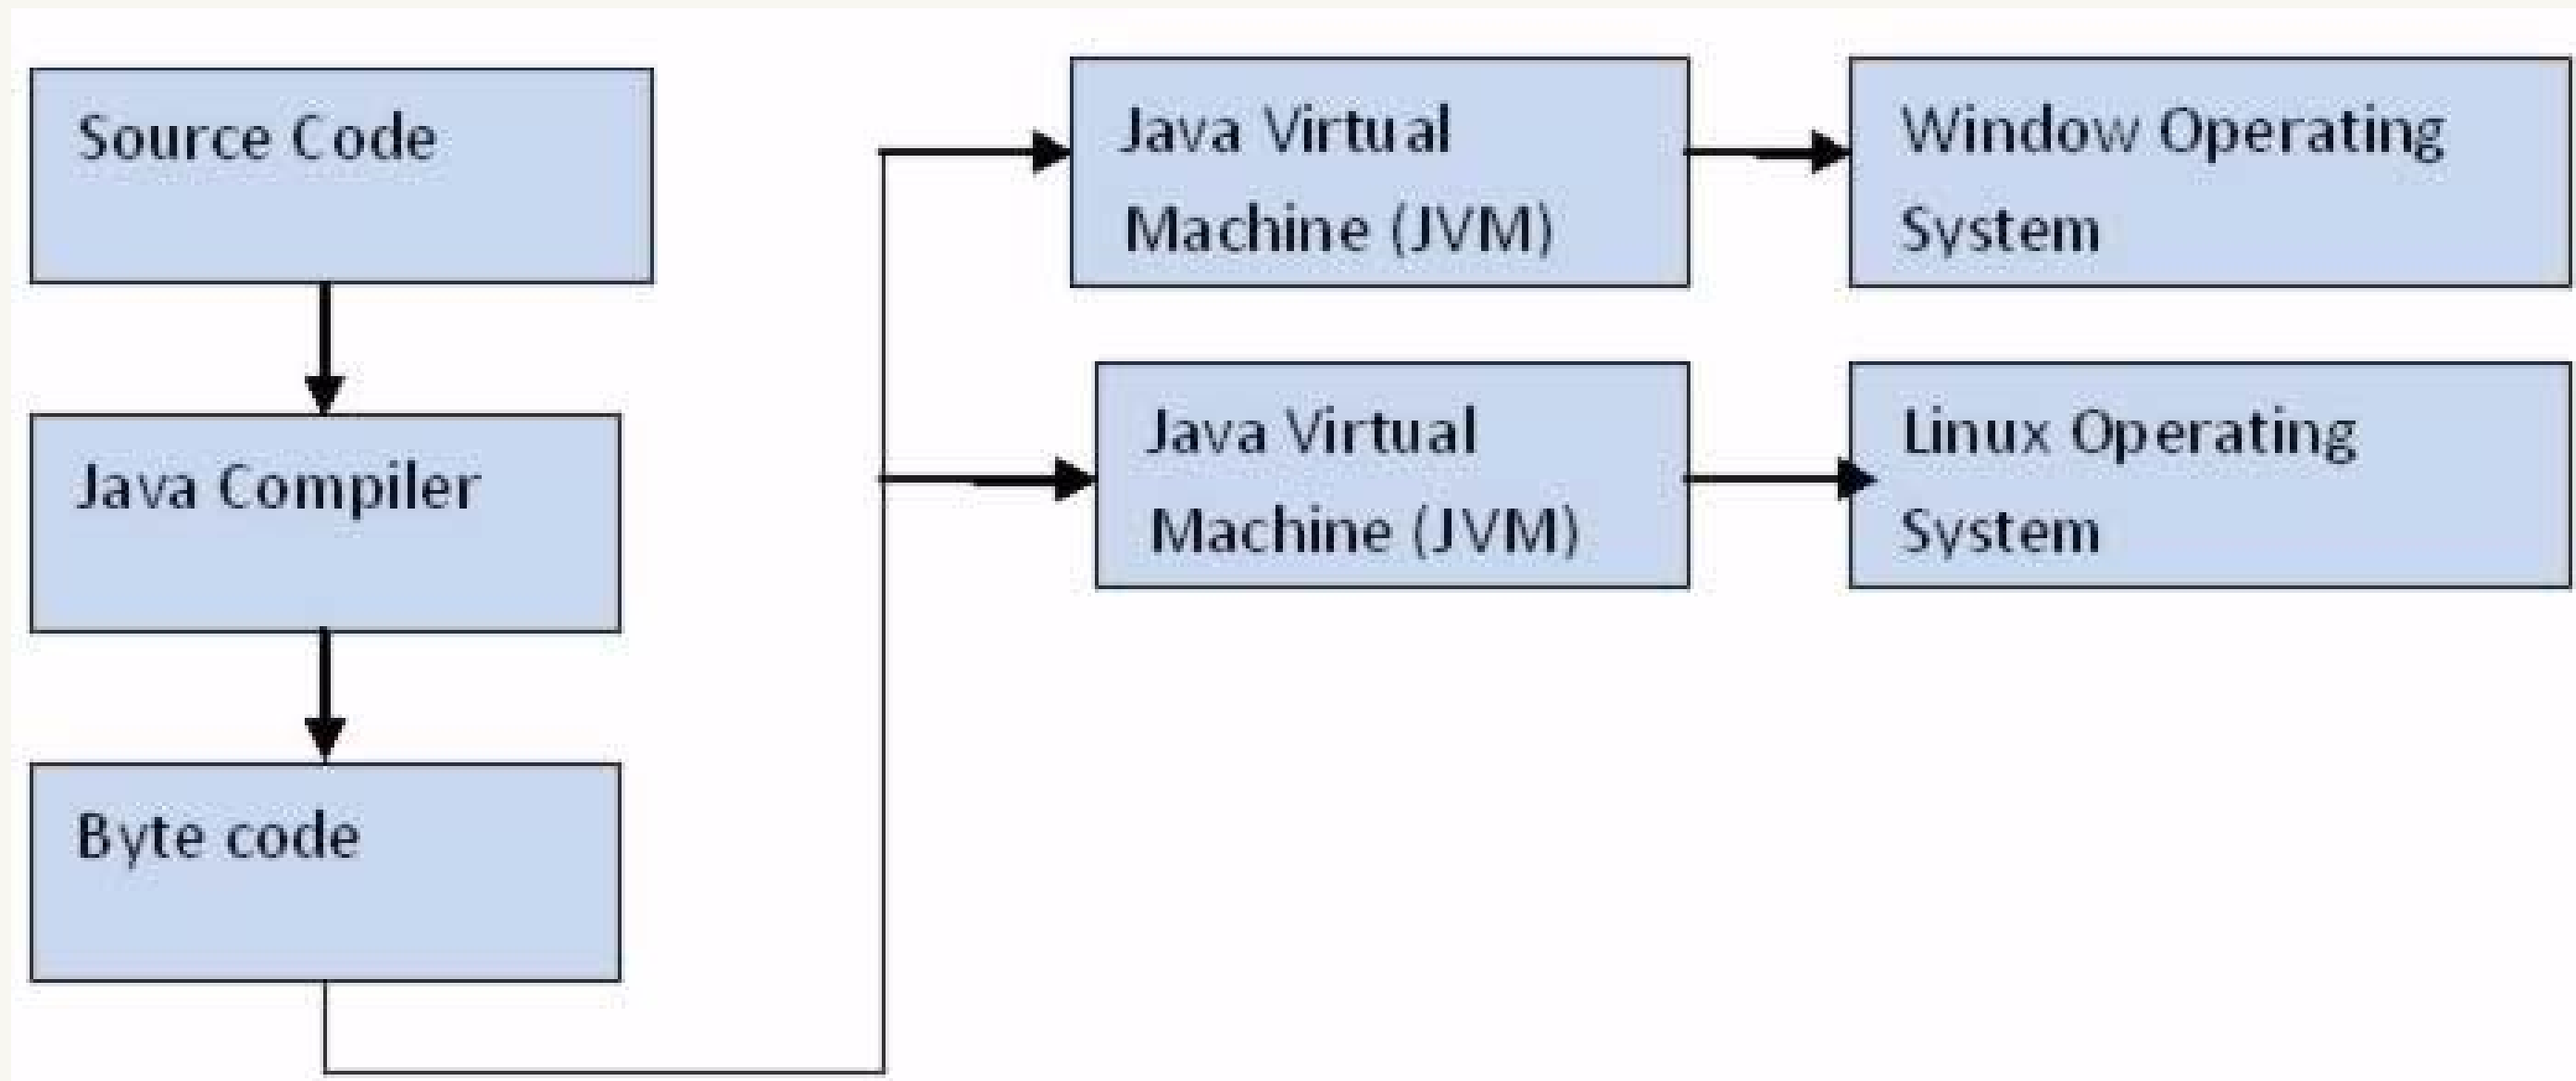 Source Code
Java Compiler
Byte code
Java Virtual
Machine (JVM)
Window Operating
System
Java Virtual
Machine (JVM)
Linux Operating
System